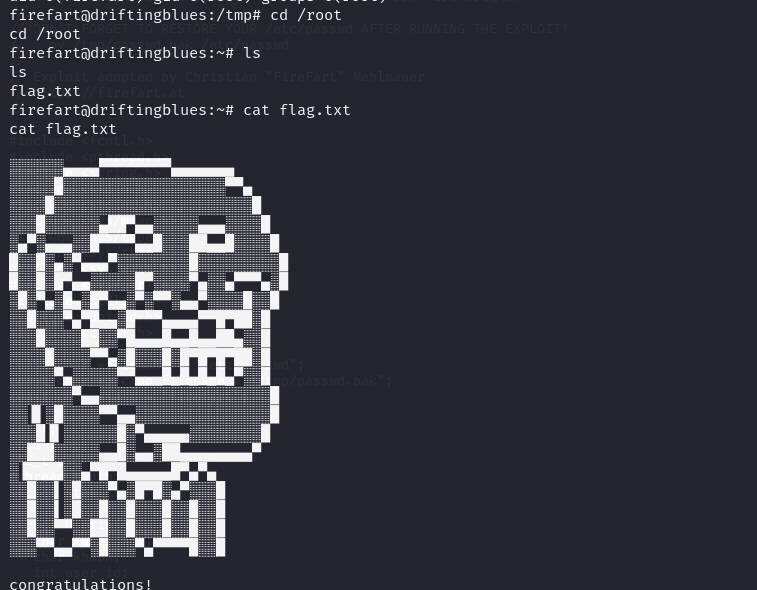 firefart@driftingblues:/tmp# cd /root
cd /root
firefart@driftingblues:~# ls
ls
flag.txt
firefart@driftingblues:~# cat flag.txt
cat flag.txt
congratulations!